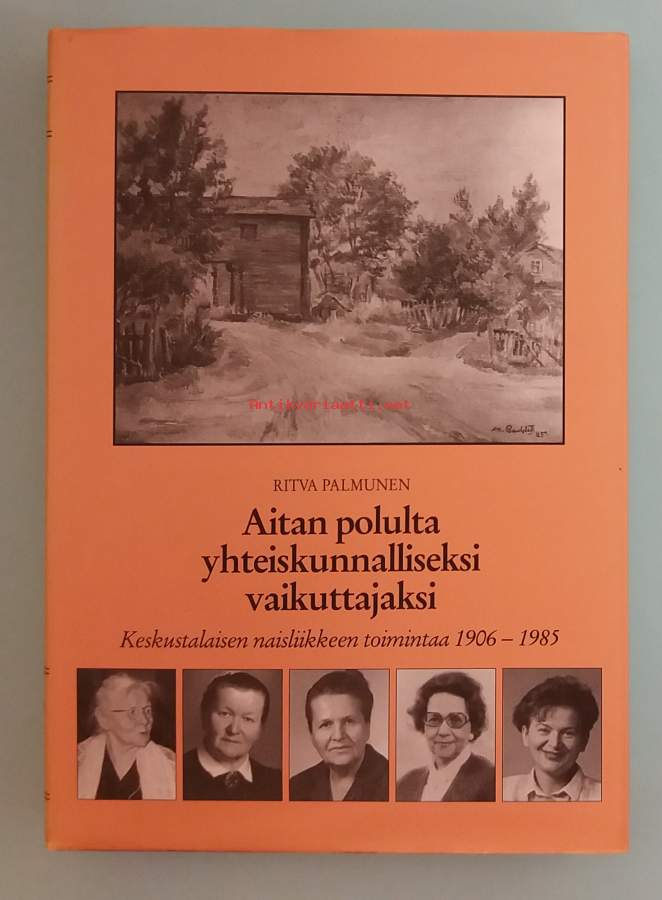 Antikvariaatti.net
RITVA PALMUNEN
Aitan polulta
yhteiskunnalliseksi
vaikuttajaksi
Keskustalaisen naisliikkeen toimintaa 1906 – 1985